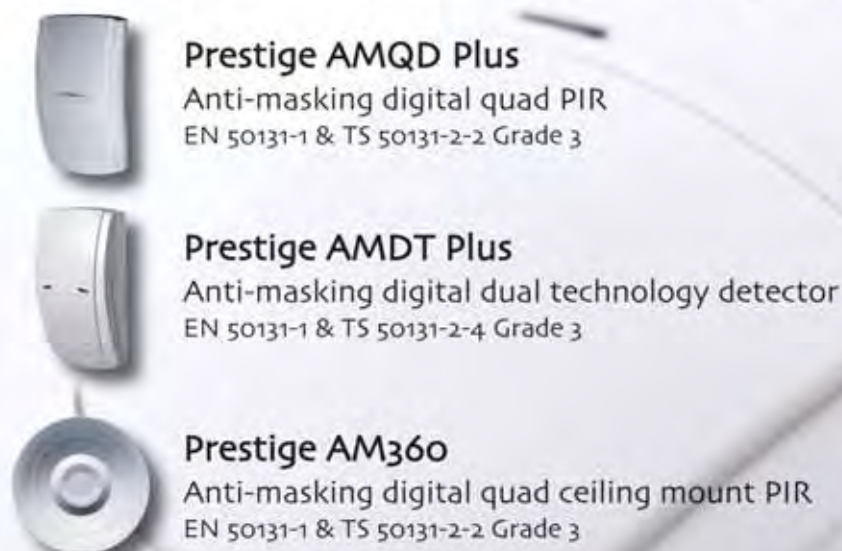 Prestige AMQD Plus
Anti-masking digital quad PIR
EN 50131-1 & TS 50131-2-2 Grade 3
Prestige AMDT Plus
Anti-masking digital dual technology detector
EN 50131-1 & TS 50131-2-4 Grade 3
Prestige AM360
Anti-masking digital quad ceiling mount PIR
EN 50131-1 & TS 50131-2-2 Grade 3